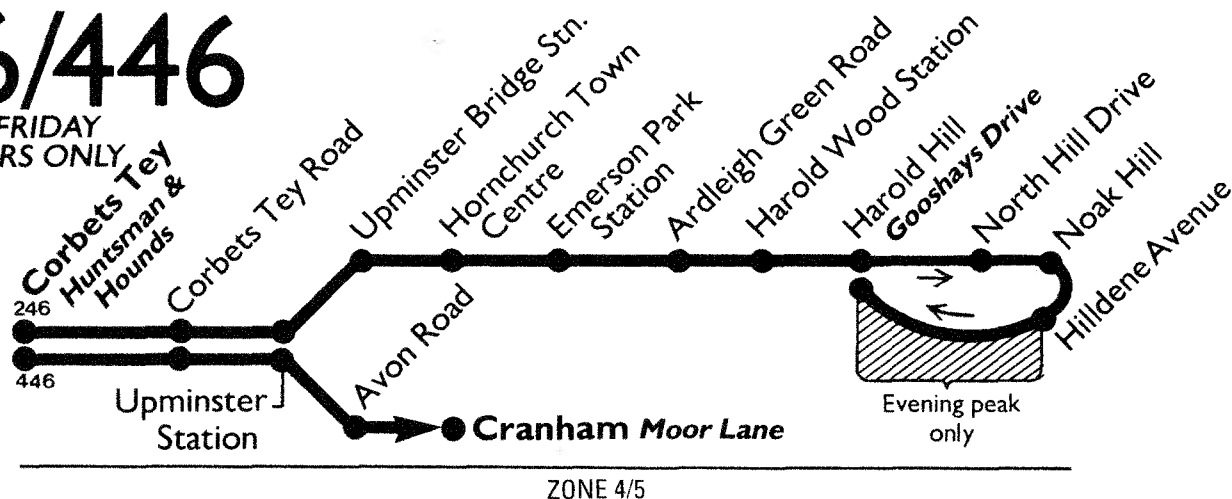 6/446
FRIDAY
RS ONLY
Corbets Tey
Huntsman &
Hounds
Corbets Tey Road
Upminster Bridge Stn.
Hornchurch Town
Centre
Emerson Park
Station
Ardleigh Green Road
Harold Wood Station
Harold Hill
Gooshays Drive
North Hill Drive
Noak Hill
Hilldene Avenue
246
446
Upminster
Station
Avon Road
Cranham Moor Lane
Evening peak
only
ZONE 4/5